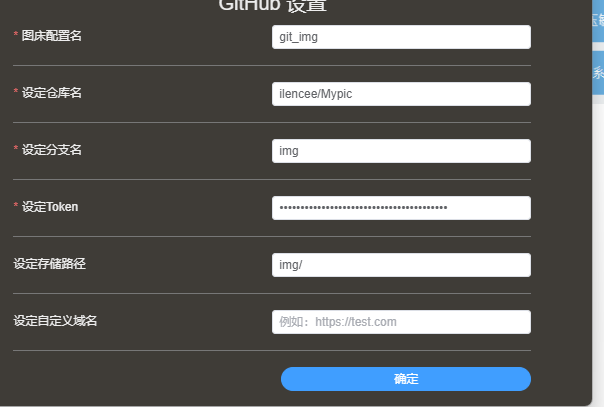 GitHub 设置
* 图床配置名
git_img
* 设定仓库名
ilencee/Mypic
* 设定分支名
img
* 设定Token
设定存储路径
img/
设定自定义域名
例如：https://test.com
确定
系